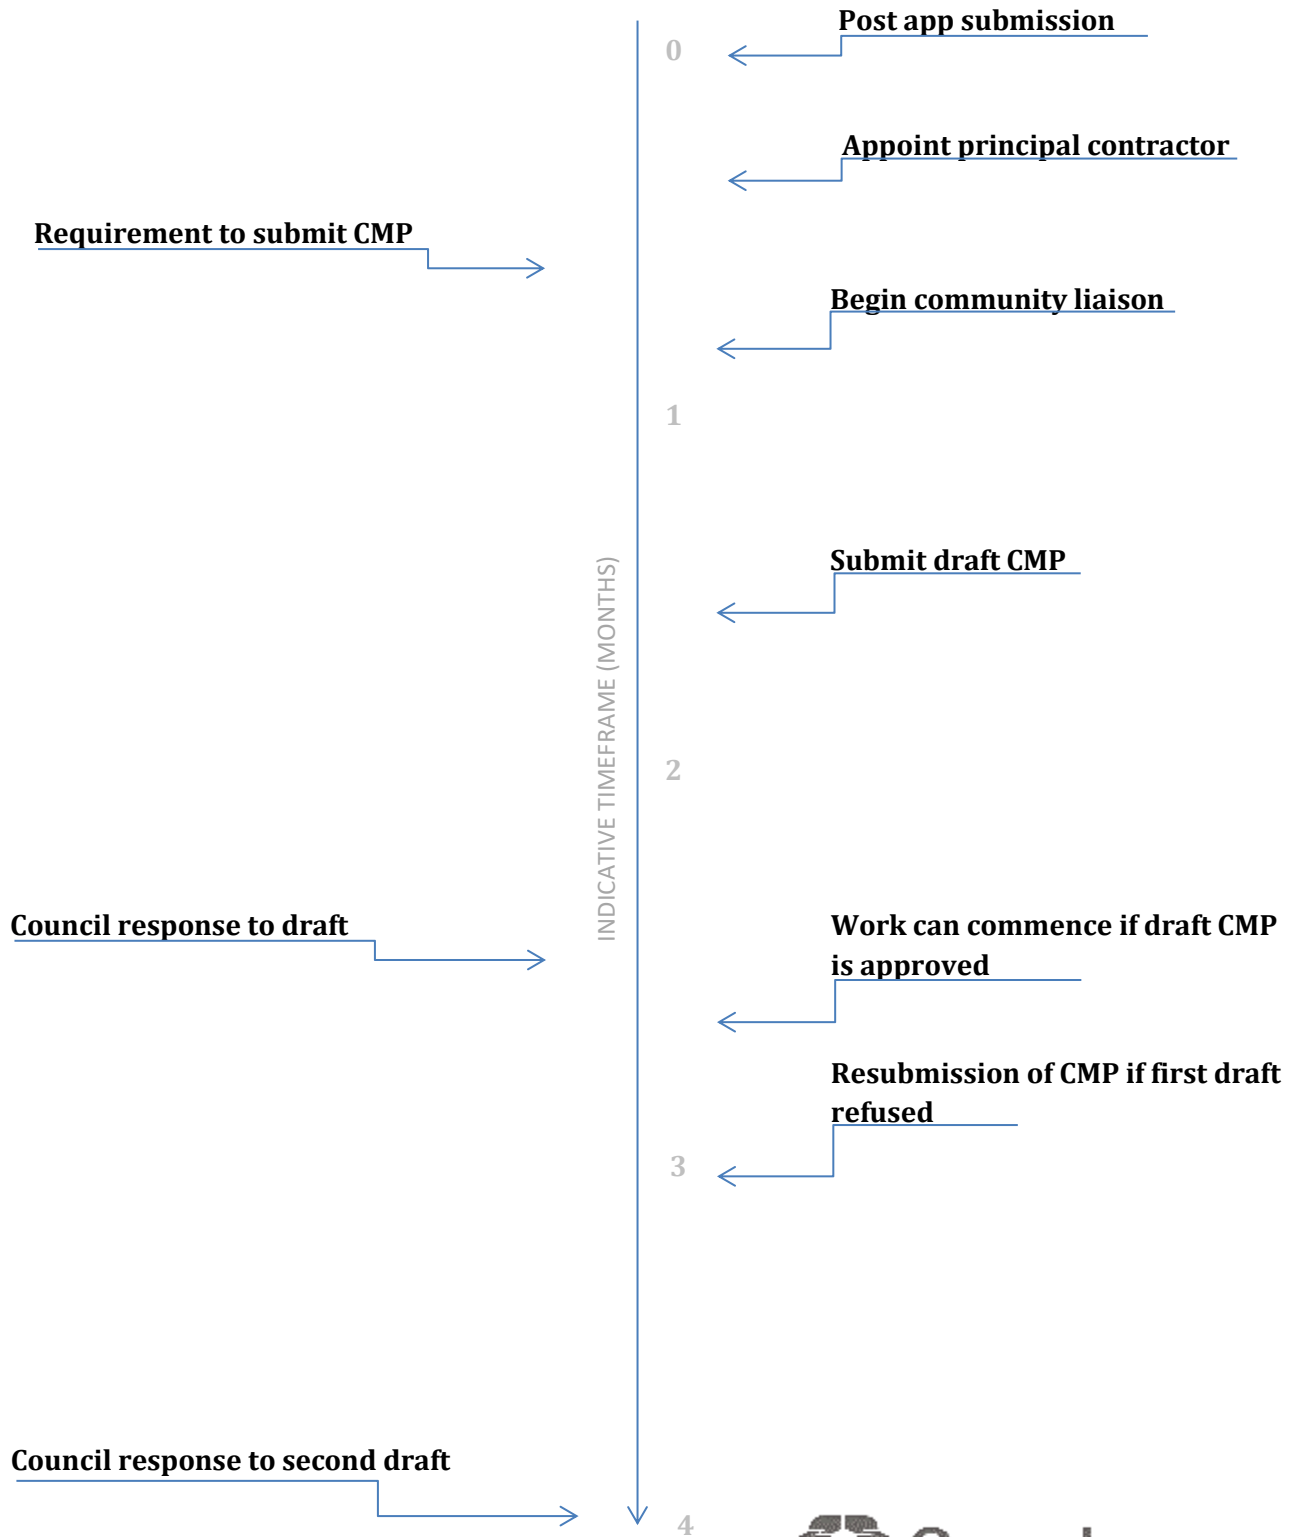 Post app submission
0
Appoint principal contractor
Requirement to submit CMP
Begin community liaison
1
Submit draft CMP
INDICATIVE TIMEFRAME (MONTHS)
2
Council response to draft
Work can commence if draft CMP
is approved
Resubmission of CMP if first draft
refused
3
Council response to second draft
4